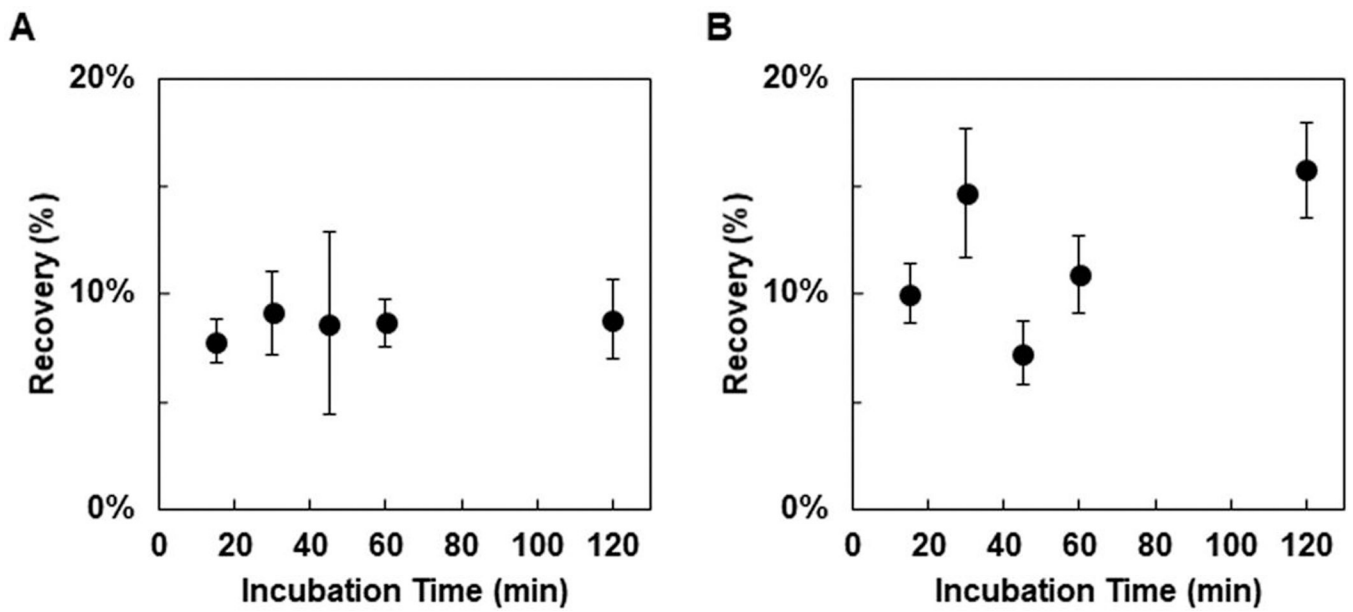 A
20%
10%
0%
Recovery (%)
0 20 40 60 80 100 120
Incubation Time (min)
B
20%
10%
0%
Recovery (%)
0 20 40 60 80 100 120
Incubation Time (min)